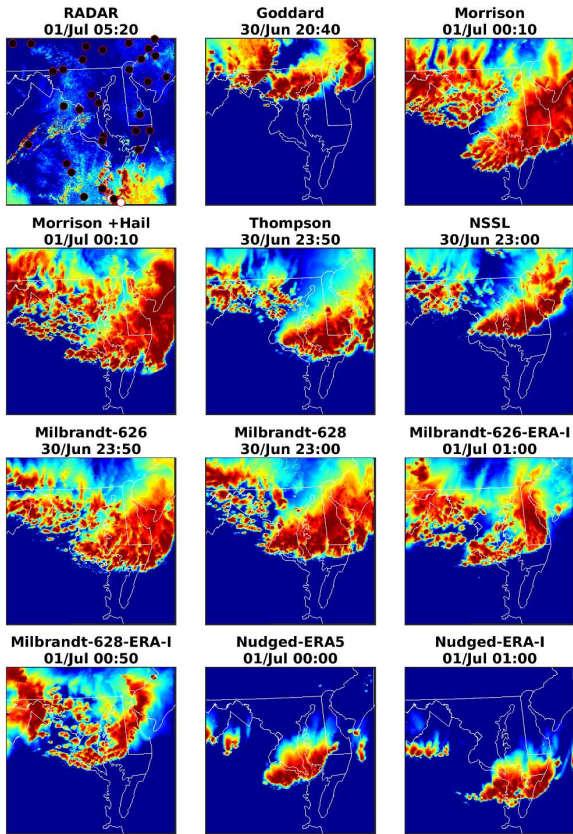 RADAR
01/Jul 05:20
Goddard
30/Jun 20:40
Morrison
01/Jul 00:10
Morrison +Hail
01/Jul 00:10
Thompson
30/Jun 23:50
NSSL
30/Jun 23:00
Milbrandt-626
30/Jun 23:50
Milbrandt-628
30/Jun 23:00
Milbrandt-626-ERA-I
01/Jul 01:00
Milbrandt-628-ERA-I
01/Jul 00:50
Nudged-ERA5
01/Jul 00:00
Nudged-ERA-I
01/Jul 01:00